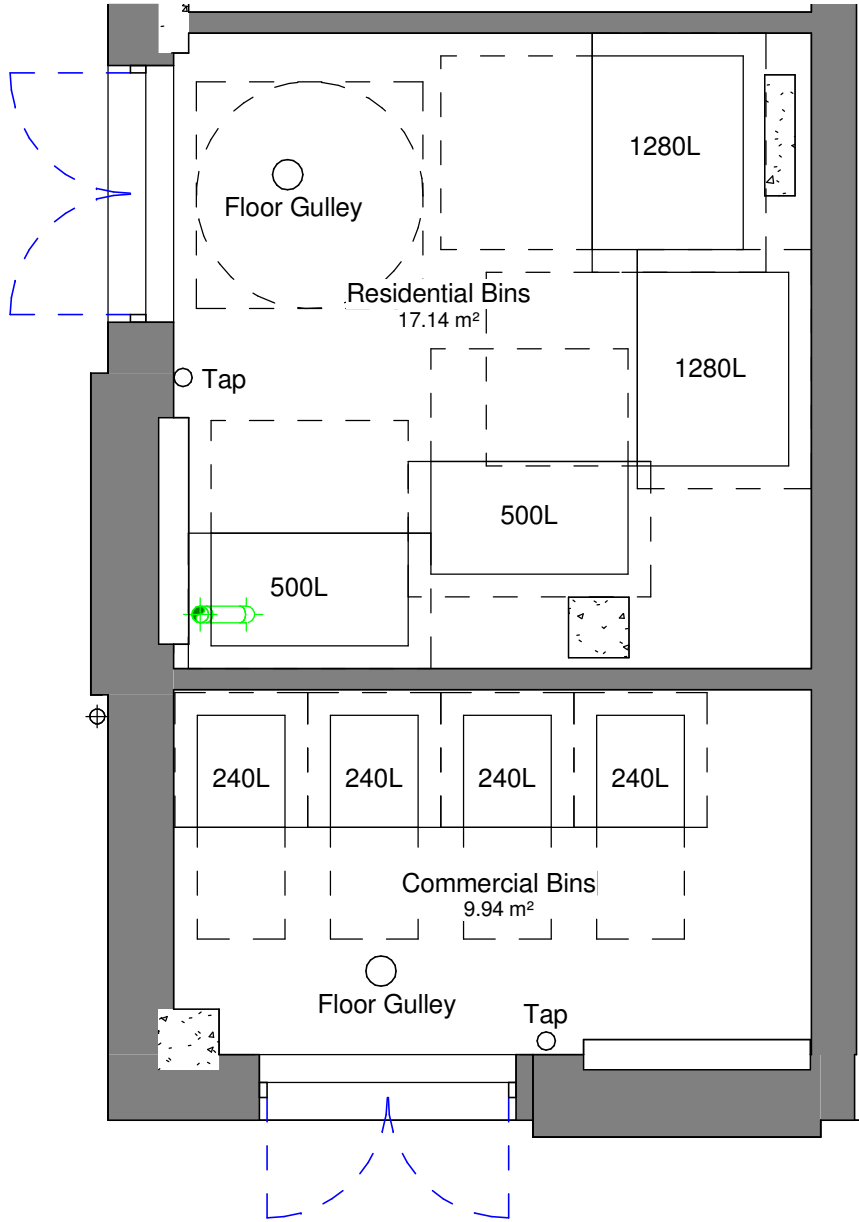 1280L
Floor Gulley
Residential Bins
17.14 m²
1280L
Tap
500L
500L
240L
240L
240L
240L
Commercial Bins
9.94 m²
Floor Gulley
Tap